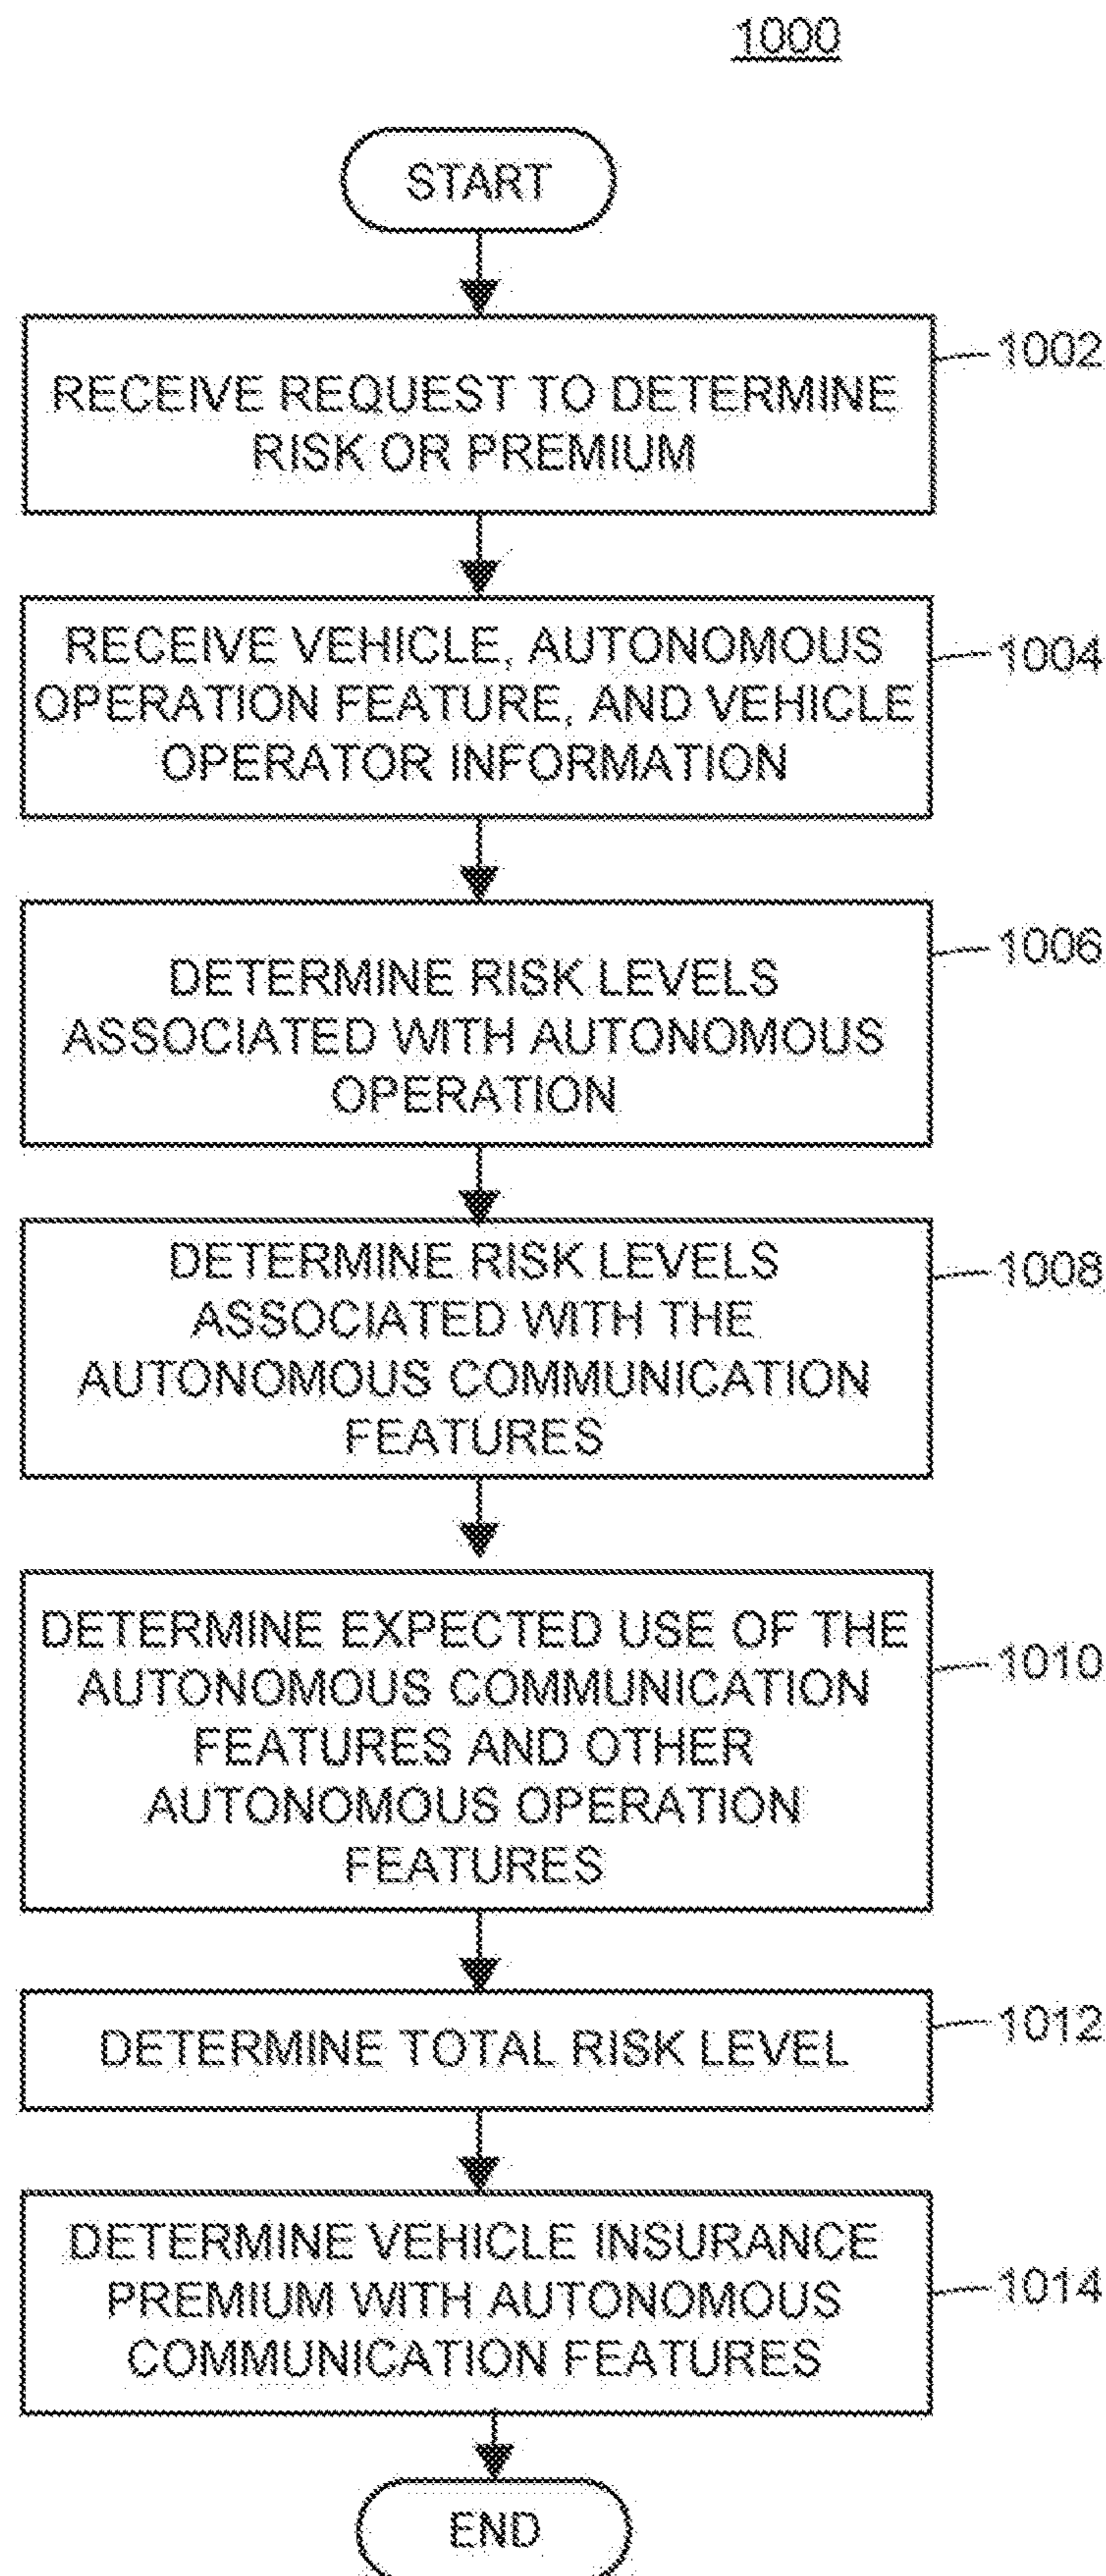 1000
START
RECEIVE REQUEST TO DETERMINE
RISK OR PREMIUM
1002
RECEIVE VEHICLE, AUTONOMOUS
OPERATION FEATURE, AND VEHICLE
OPERATOR INFORMATION
1004
DETERMINE RISK LEVELS
ASSOCIATED WITH AUTONOMOUS
OPERATION
1006
DETERMINE RISK LEVELS
ASSOCIATED WITH THE
AUTONOMOUS COMMUNICATION
FEATURES
1008
DETERMINE EXPECTED USE OF THE
AUTONOMOUS COMMUNICATION
FEATURES AND OTHER
AUTONOMOUS OPERATION
FEATURES
1010
DETERMINE TOTAL RISK LEVEL
1012
DETERMINE VEHICLE INSURANCE
PREMIUM WITH AUTONOMOUS
COMMUNICATION FEATURES
1014
END